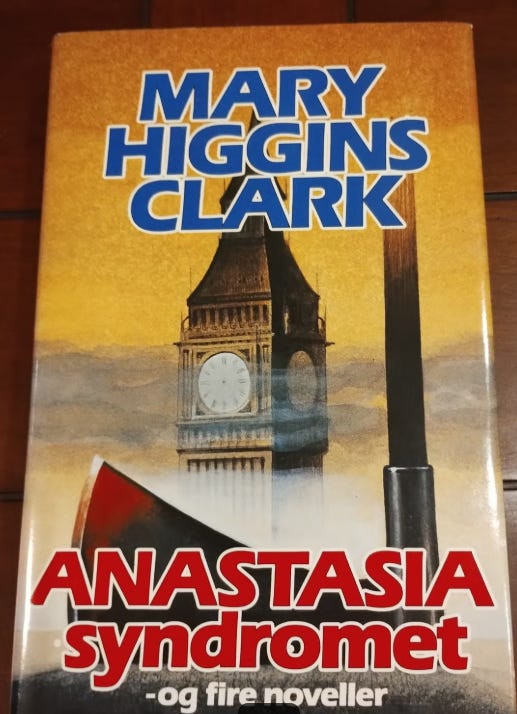 MARY
HIGGINS
CLARK
ANASTASIA
syndromet
-og fire noveller